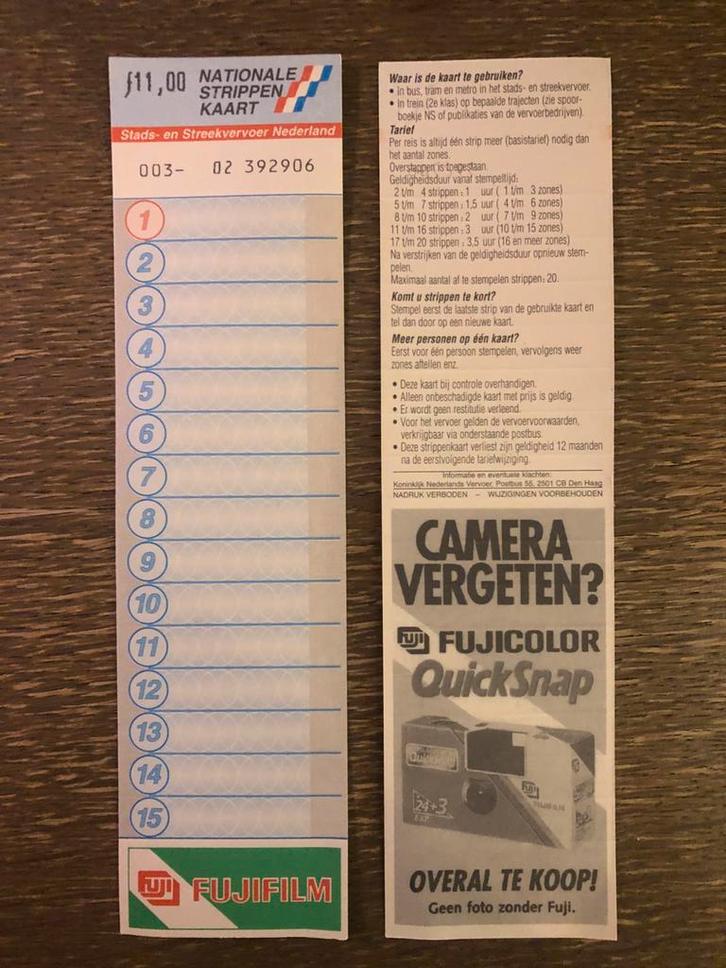 ƒ11,00
NATIONALE
STRIPPEN
KAART
Stads- en Streekvervoer Nederland
003- 02 392906
1
2
3
4
5
6
7
8
9
10
11
12
13
14
15
FUJI FUJIFILM
Waar is de kaart te gebruiken?
• In bus, tram en metro in het stads- en streekvervoer.
• In trein (2e klas) op bepaalde trajecten (zie spoor-
boekje NS of publikaties van de vervoerbedrijven).
Tarief
Per reis is altijd één strip meer (basistarief) nodig dan
het aantal zones.
Overstappen is toegestaan.
Geldigheidsduur vanaf stempeltijd:
2 t/m 4 strippen: 1 uur ( 1 t/m 3 zones)
5 t/m 7 strippen: 1,5 uur ( 4 t/m 6 zones)
8 t/m 10 strippen: 2 uur ( 7 t/m 9 zones)
11 t/m 16 strippen: 3 uur (10 t/m 15 zones)
17 t/m 20 strippen: 3,5 uur (16 en meer zones)
Na verstrijken van de geldigheidsduur opnieuw stem-
pelen.
Maximaal aantal af te stempelen strippen: 20.
Komt u strippen te kort?
Stempel eerst de laatste strip van de gebruikte kaart en
tel dan door op een nieuwe kaart.
Meer personen op één kaart?
Eerst voor één persoon stempelen, vervolgens weer
zones aftellen enz.
• Deze kaart bij controle overhandigen.
• Alleen onbeschadigde kaart met prijs is geldig.
• Er wordt geen restitutie verleend.
• Voor het vervoer gelden de vervoervoorwaarden,
verkrijgbaar via onderstaande postbus.
• Deze strippenkaart verliest zijn geldigheid 12 maanden
na de eerstvolgende tariefwijziging.
Informatie en eventuele klachten:
Koninklijk Nederlands Vervoer, Postbus 55, 2501 CB Den Haag
NADRUK VERBODEN – WIJZIGINGEN VOORBEHOUDEN
CAMERA
VERGETEN?
FUJI FUJICOLOR
QuickSnap
QuickSnap
FUJI
FUJIFILM
24+3
EXP
OVERAL TE KOOP!
Geen foto zonder Fuji.